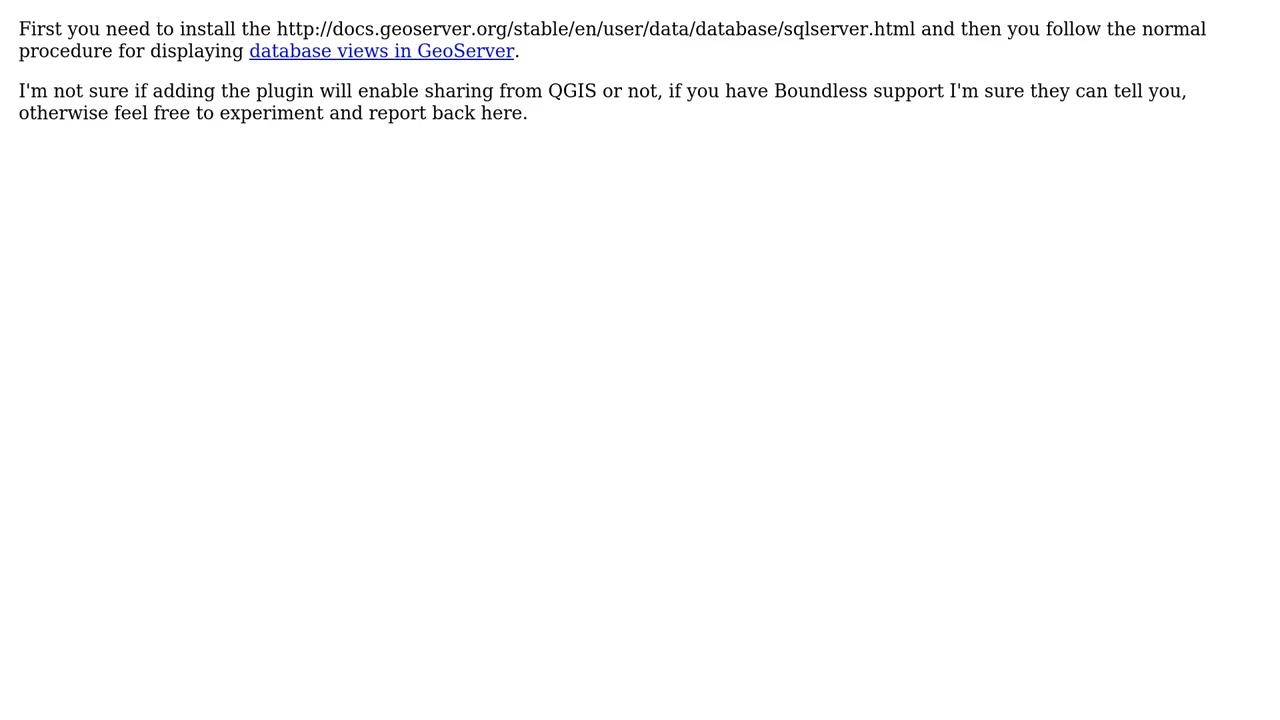 First you need to install the http://docs.geoserver.org/stable/en/user/data/database/sqlserver.html and then you follow the normal
procedure for displaying database views in GeoServer.
I'm not sure if adding the plugin will enable sharing from QGIS or not, if you have Boundless support I'm sure they can tell you,
otherwise feel free to experiment and report back here.